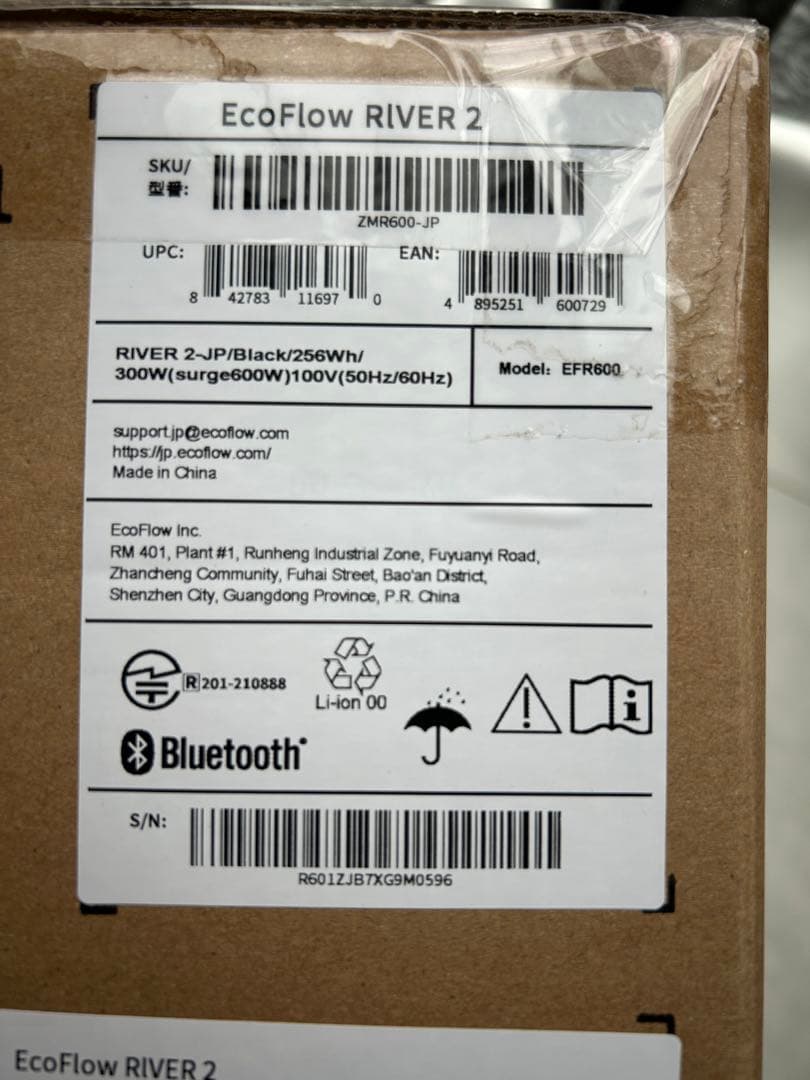 EcoFlow RIVER 2
SKU/
型番:
ZMR600-JP
UPC:
8 42783 11697 0
EAN:
4 895251 600729
RIVER 2-JP/Black/256Wh/
300W(surge600W)100V(50Hz/60Hz)
Model: EFR600
support.jp@ecoflow.com
https://jp.ecoflow.com/
Made in China
EcoFlow Inc.
RM 401, Plant #1, Runheng Industrial Zone, Fuyuanyi Road,
Zhancheng Community, Fuhai Street, Bao'an District,
Shenzhen City, Guangdong Province, P.R. China
R 201-210888
Li-ion 00
Bluetooth
S/N:
R601ZJB7XG9M0596
EcoFlow RIVER 2